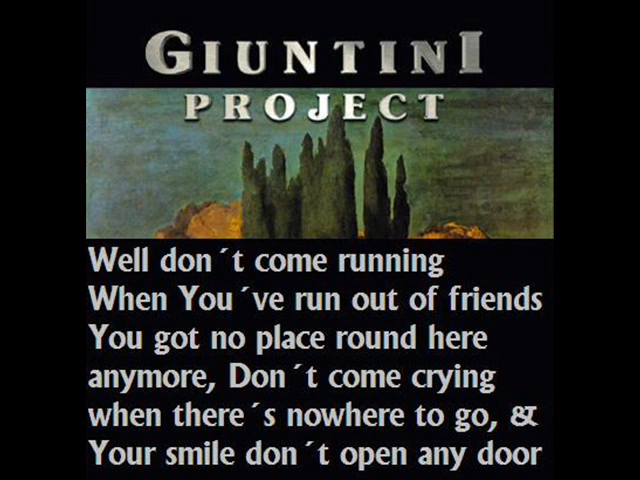 GIUNTINI
PROJECT
Well don´t come running
When You´ve run out of friends
You got no place round here
anymore, Don´t come crying
when there´s nowhere to go, &
Your smile don´t open any door